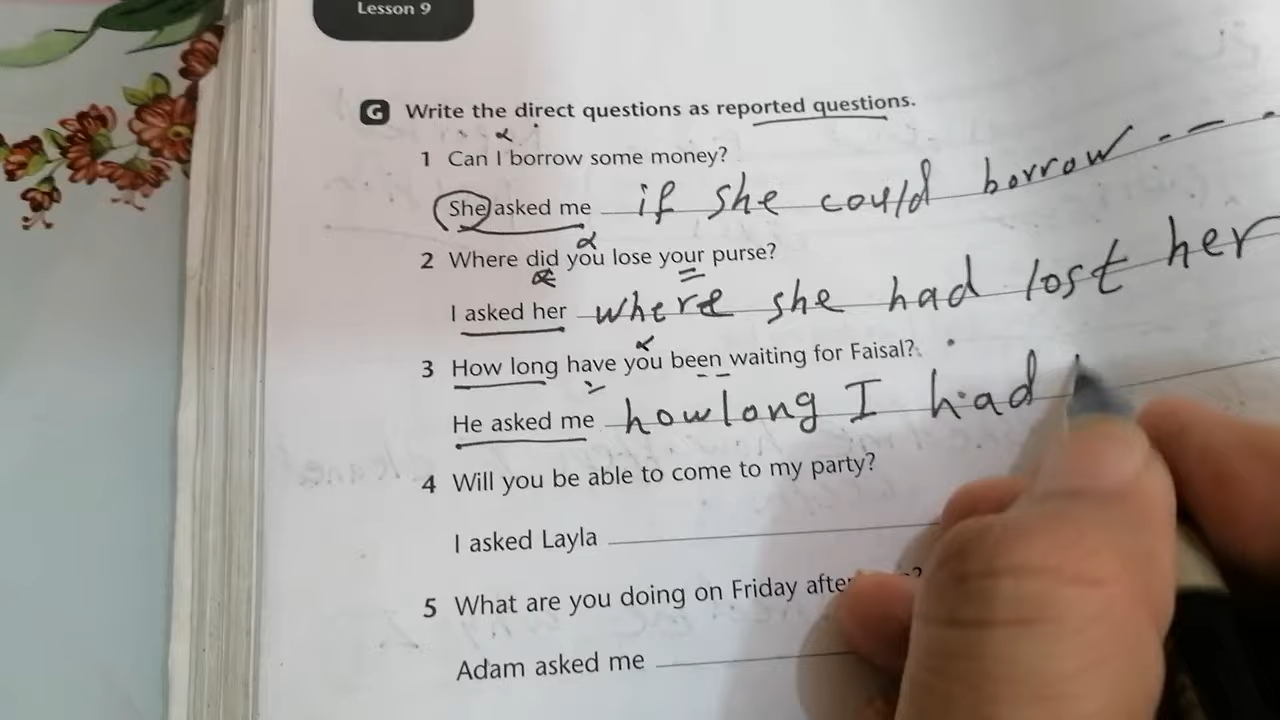 Lesson 9
G Write the direct questions as reported questions.
1 Can I borrow some money?
She asked me if she could borrow - - -
2 Where did you lose your purse?
I asked her where she had lost her
3 How long have you been waiting for Faisal?
He asked me how long I had
4 Will you be able to come to my party?
I asked Layla
5 What are you doing on Friday
Adam asked me